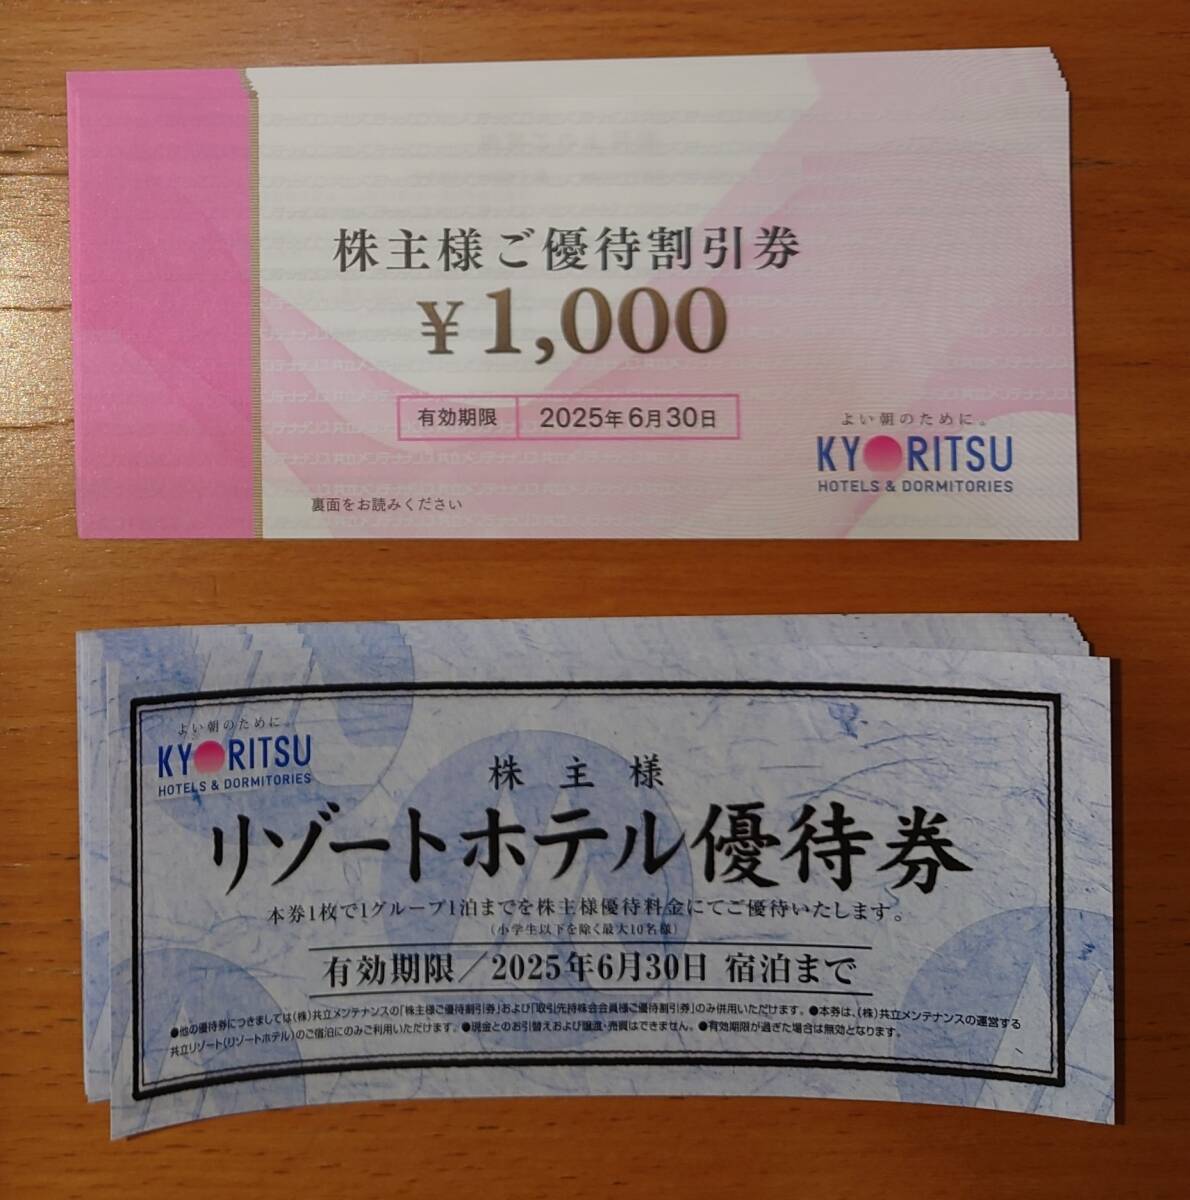 株主様ご優待割引券
¥1,000
有効期限 2025年6月30日
よい朝のために。
KYORITSU
HOTELS & DORMITORIES
裏面をお読みください
よい朝のために。
KYORITSU
HOTELS & DORMITORIES
株主様
リゾートホテル優待券
本券1枚で1グループ1泊までを株主様優待料金にてご優待いたします。
(小学生以下を除く最大10名様)
有効期限/2025年6月30日 宿泊まで
●他の優待券につきましては(株)共立メンテナンスの「株主様ご優待割引券」および「取引先持株会会員様ご優待割引券」のみ併用いただけます。●本券は、(株)共立メンテナンスの運営する
共立リゾート(リゾートホテル)のご宿泊にのみご利用いただけます。●現金とのお引替えおよび譲渡・売買はできません。●有効期限が過ぎた場合は無効となります。